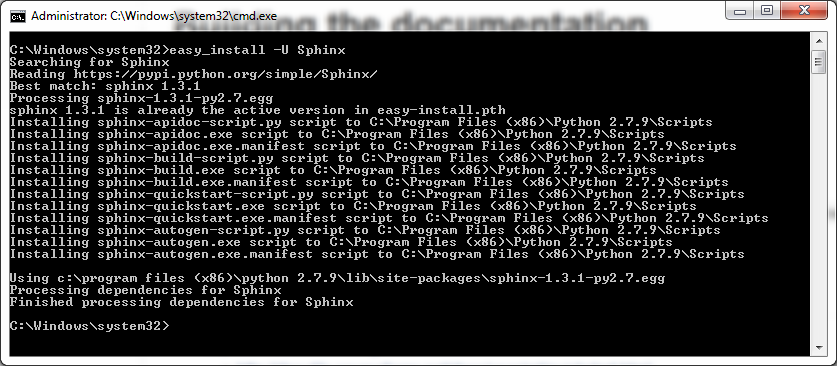 Building the documentation
Administrator: C:\Windows\system32\cmd.exe
C:\Windows\system32>easy_install -U Sphinx
Searching for Sphinx
Reading https://pypi.python.org/simple/Sphinx/
Best match: sphinx 1.3.1
Processing sphinx-1.3.1-py2.7.egg
sphinx 1.3.1 is already the active version in easy-install.pth
Installing sphinx-apidoc-script.py script to C:\Program Files (x86)\Python 2.7.9\Scripts
Installing sphinx-apidoc.exe script to C:\Program Files (x86)\Python 2.7.9\Scripts
Installing sphinx-apidoc.exe.manifest script to C:\Program Files (x86)\Python 2.7.9\Scripts
Installing sphinx-build-script.py script to C:\Program Files (x86)\Python 2.7.9\Scripts
Installing sphinx-build.exe script to C:\Program Files (x86)\Python 2.7.9\Scripts
Installing sphinx-build.exe.manifest script to C:\Program Files (x86)\Python 2.7.9\Scripts
Installing sphinx-quickstart-script.py script to C:\Program Files (x86)\Python 2.7.9\Scripts
Installing sphinx-quickstart.exe script to C:\Program Files (x86)\Python 2.7.9\Scripts
Installing sphinx-quickstart.exe.manifest script to C:\Program Files (x86)\Python 2.7.9\Scripts
Installing sphinx-autogen-script.py script to C:\Program Files (x86)\Python 2.7.9\Scripts
Installing sphinx-autogen.exe script to C:\Program Files (x86)\Python 2.7.9\Scripts
Installing sphinx-autogen.exe.manifest script to C:\Program Files (x86)\Python 2.7.9\Scripts
Using c:\program files (x86)\python 2.7.9\lib\site-packages\sphinx-1.3.1-py2.7.egg
Processing dependencies for Sphinx
Finished processing dependencies for Sphinx
C:\Windows\system32>